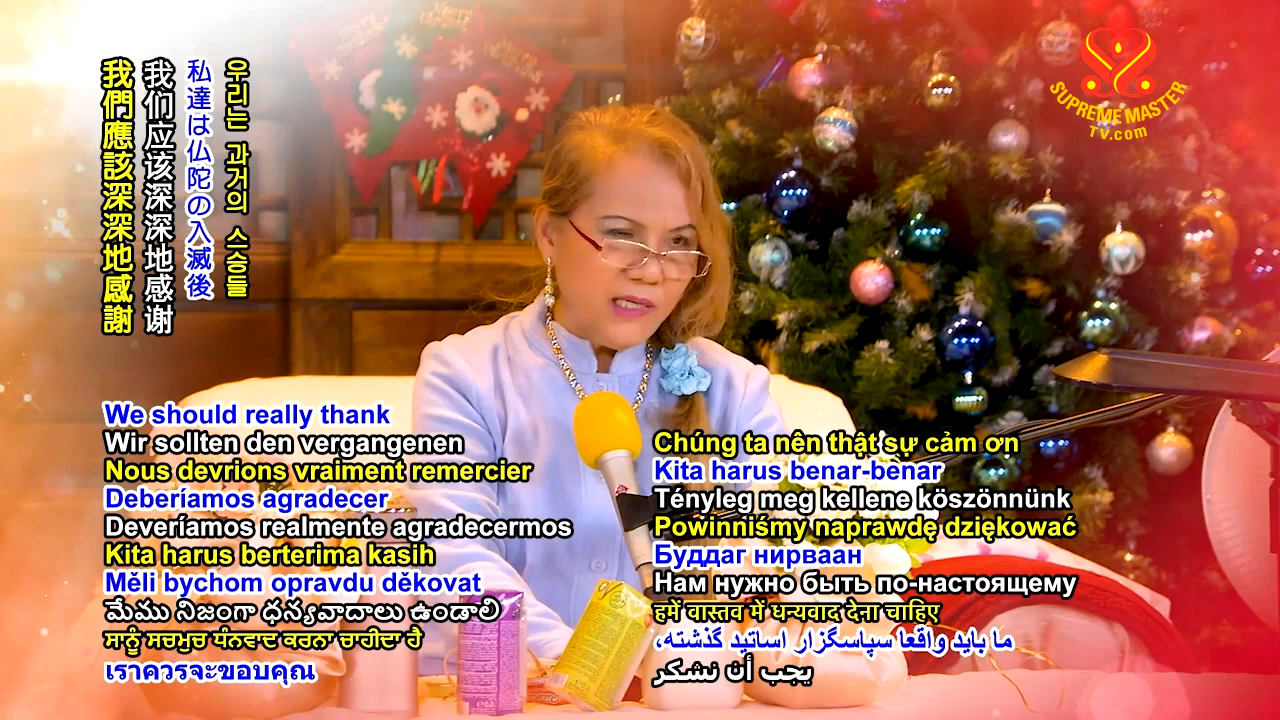 我們應該深深地感謝
我们应该深深地感谢
私達は仏陀の入滅後
우리는 과거의 스승들
SUPREME MASTER
TV.com
We should really thank
Wir sollten den vergangenen
Nous devrions vraiment remercier
Deberíamos agradecer
Deveríamos realmente agradecermos
Kita harus berterima kasih
Měli bychom opravdu děkovat
మేము నిజంగా ధన్యవాదాలు ఉండాలి
ਸਾਨੂੰ ਸਚਮੁਚ ਧੰਨਵਾਦ ਕਰਨਾ ਚਾਹੀਦਾ ਹੈ
เราควรจะขอบคุณ
Chúng ta nên thật sự cảm ơn
Kita harus benar-benar
Tényleg meg kellene köszönnünk
Powinniśmy naprawdę dziękować
Буддаг нирваан
Нам нужно быть по-настоящему
हमें वास्तव में धन्यवाद देना चाहिए
ما باید واقعا سپاسگزار اساتید گذشته،
يجب أن نشكر